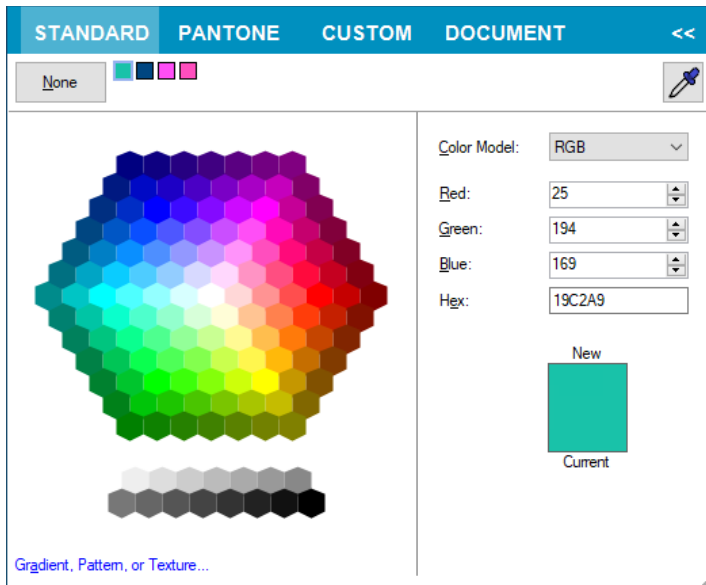 STANDARD PANTONE CUSTOM DOCUMENT <<
None
Color Model: RGB
Red: 25
Green: 194
Blue: 169
Hex: 19C2A9
New
Current
Gradient, Pattern, or Texture...